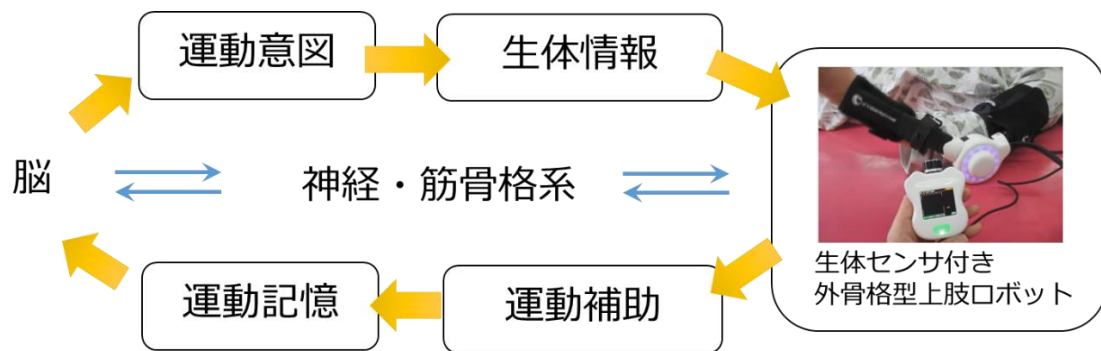 運動意図
生体情報
脳
神経・筋骨格系
生体センサ付き
外骨格型上肢ロボット
運動記憶
運動補助